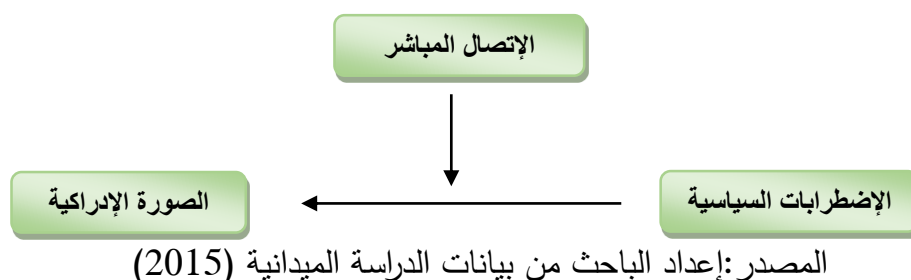 الإتصال المباشر
الإضطرابات السياسية
الصورة الإدراكية
المصدر:إعداد الباحث من بيانات الدراسة الميدانية (2015)